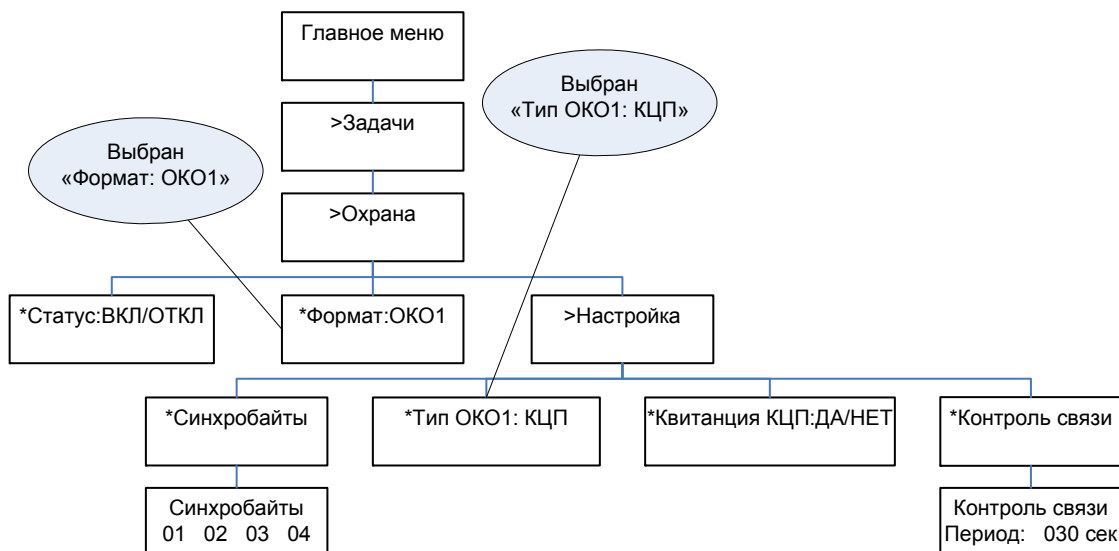 Главное меню
Выбран
«Тип ОКО1: КЦП»
>Задачи
Выбран
«Формат: ОКО1»
>Охрана
*Статус:ВКЛ/ОТКЛ
*Формат:ОКО1
>Настройка
*Синхробайты
*Тип ОКО1: КЦП
*Квитанция КЦП:ДА/НЕТ
*Контроль связи
Синхробайты
01 02 03 04
Контроль связи
Период: 030 сек